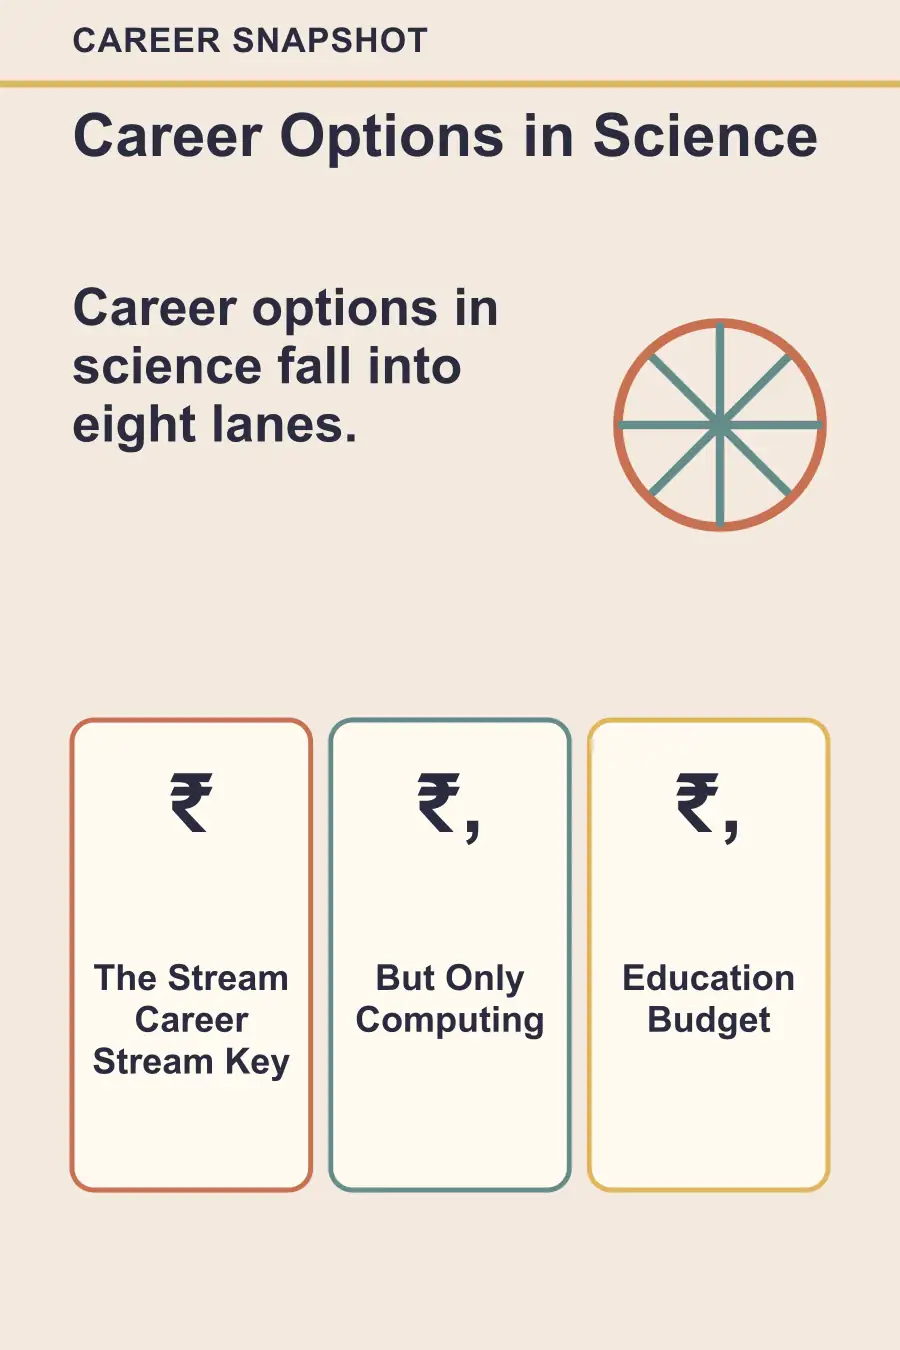 CAREER SNAPSHOT
Career Options in Science
Career options in
science fall into
eight lanes.
₹
The Stream
Career
Stream Key
₹,
But Only
Computing
₹,
Education
Budget